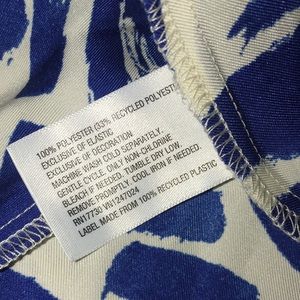 100% POLYESTER (33% RECYCLED POLYESTER)
EXCLUSIVE OF ELASTIC
EXCLUSIVE OF DECORATION
MACHINE WASH COLD SEPARATELY.
GENTLE CYCLE. ONLY NON-CHLORINE
BLEACH IF NEEDED. TUMBLE DRY LOW.
REMOVE PROMPTLY. COOL IRON IF NEEDED.
RN17730 VN1247024
LABEL MADE FROM 100% RECYCLED PLASTIC